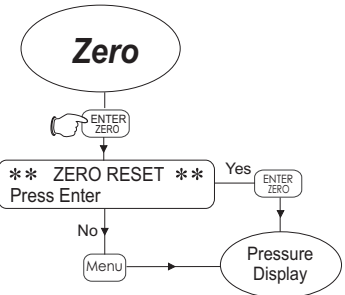 Zero
ENTER
ZERO
** ZERO RESET **
Press Enter
Yes
ENTER
ZERO
No
Menu
Pressure
Display